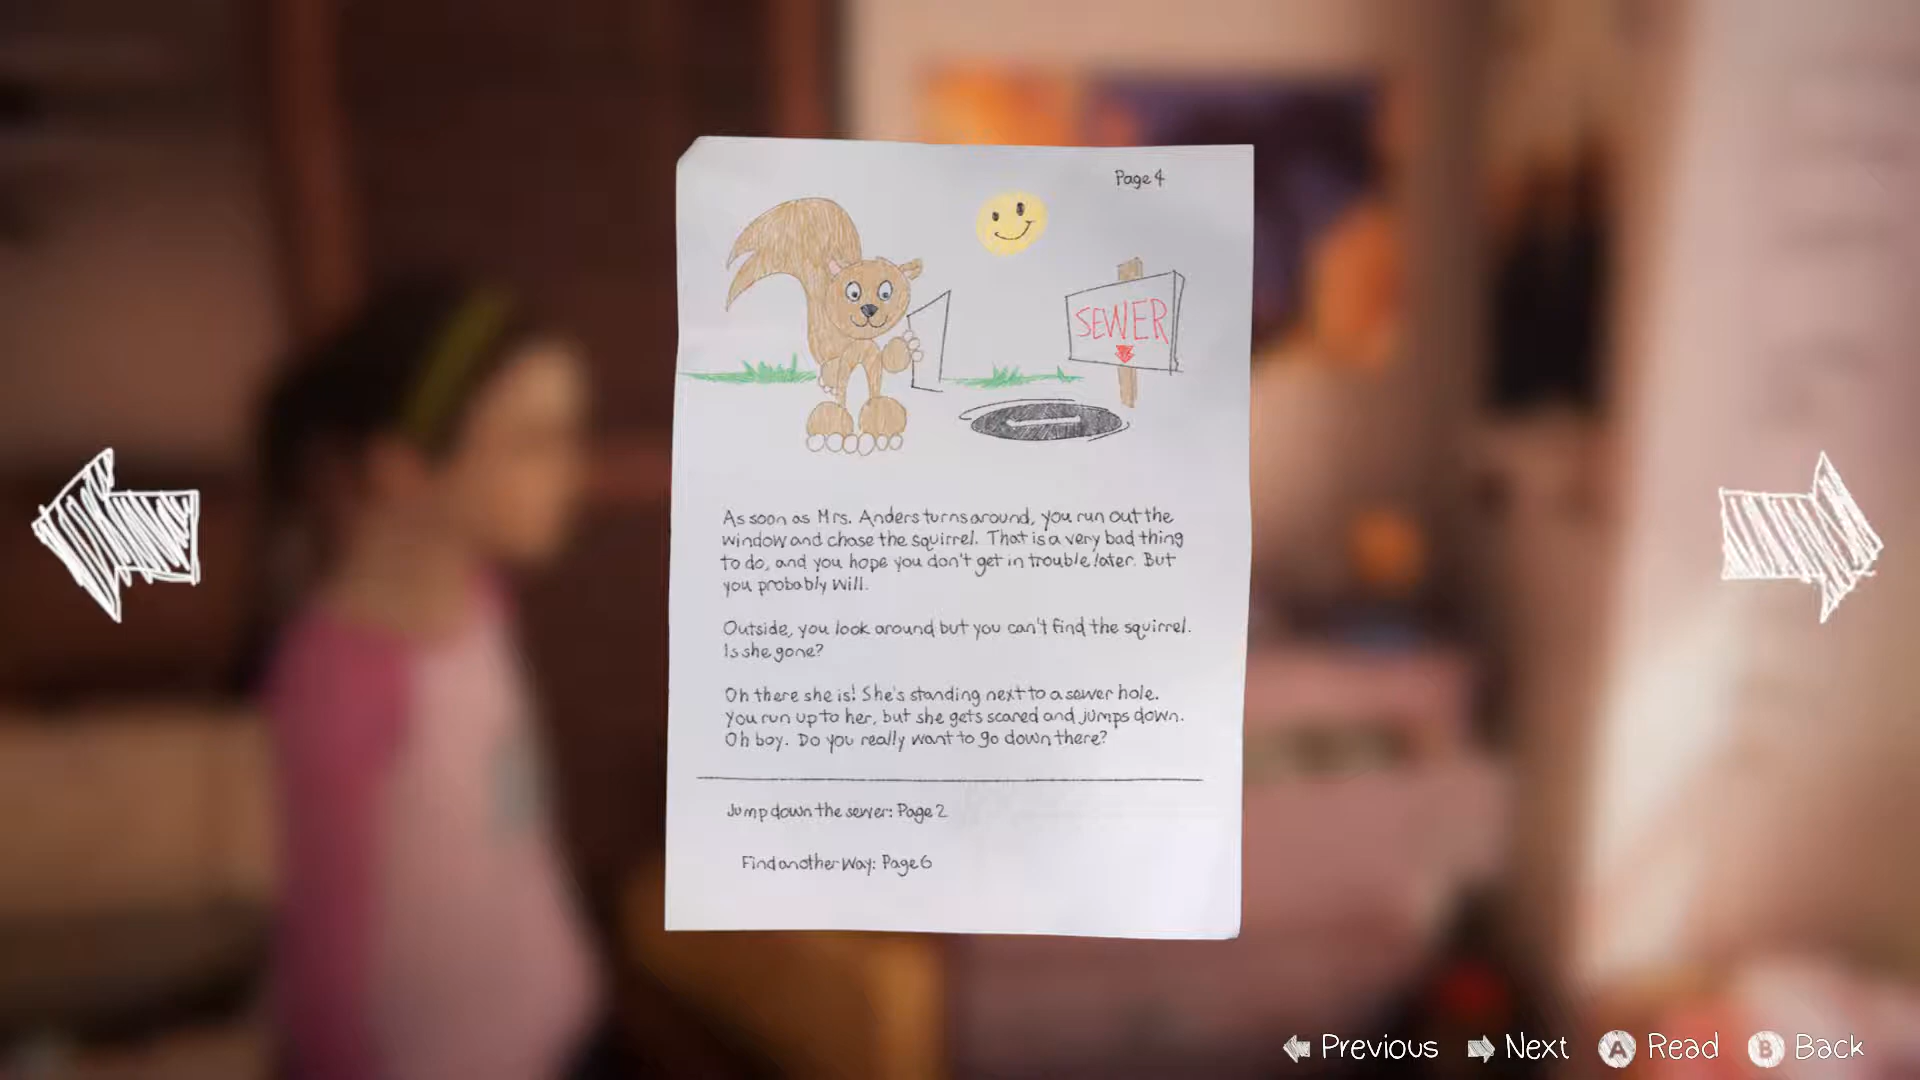 Page 4
SEWER
As soon as Mrs. Anders turns around, you run out the
window and chase the squirrel. That is a very bad thing
to do, and you hope you don't get in trouble later. But
you probably will.
Outside, you look around but you can't find the squirrel.
Is she gone?
Oh there she is! She's standing next to a sewer hole.
You run up to her, but she gets scared and jumps down.
Oh boy. Do you really want to go down there?
Jump down the sewer: Page 2
Find another Way: Page 6
Previous Next A Read B Back